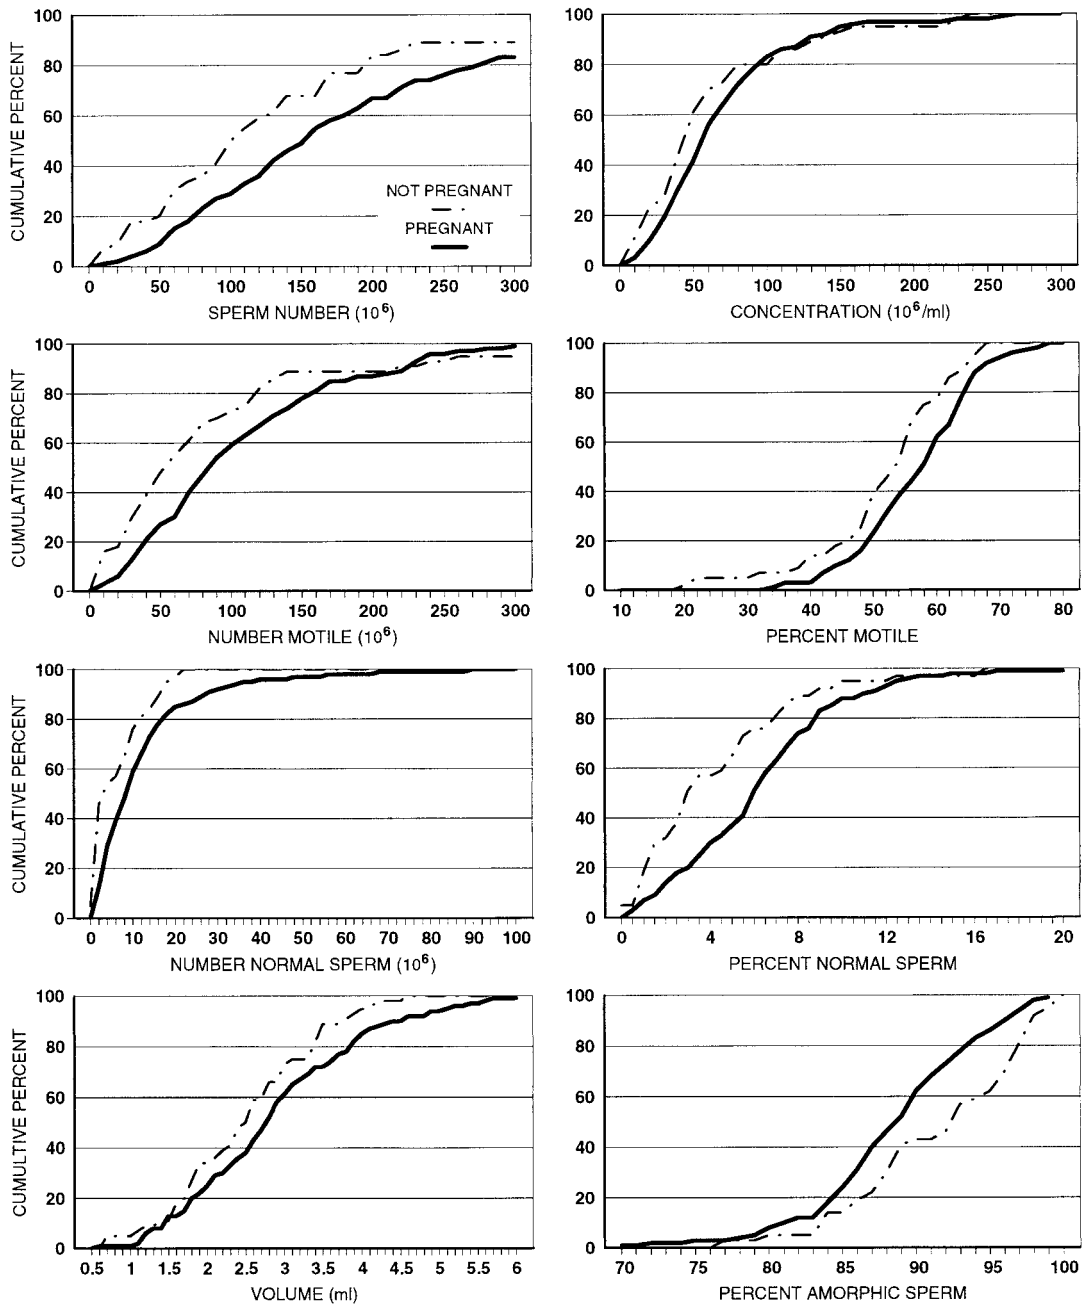 CUMULATIVE PERCENT
100
80
60
40
20
0
NOT PREGNANT
PREGNANT
0 50 100 150 200 250 300
SPERM NUMBER (10⁶)
100
80
60
40
20
0
0 50 100 150 200 250 300
CONCENTRATION (10⁶/ml)
CUMULATIVE PERCENT
100
80
60
40
20
0
0 50 100 150 200 250 300
NUMBER MOTILE (10⁶)
100
80
60
40
20
0
10 20 30 40 50 60 70 80
PERCENT MOTILE
CUMULATIVE PERCENT
100
80
60
40
20
0
0 10 20 30 40 50 60 70 80 90 100
NUMBER NORMAL SPERM (10⁶)
100
80
60
40
20
0
0 4 8 12 16 20
PERCENT NORMAL SPERM
CUMULTIVE PERCENT
100
80
60
40
20
0
0.5 1 1.5 2 2.5 3 3.5 4 4.5 5 5.5 6
VOLUME (ml)
100
80
60
40
20
0
70 75 80 85 90 95 100
PERCENT AMORPHIC SPERM